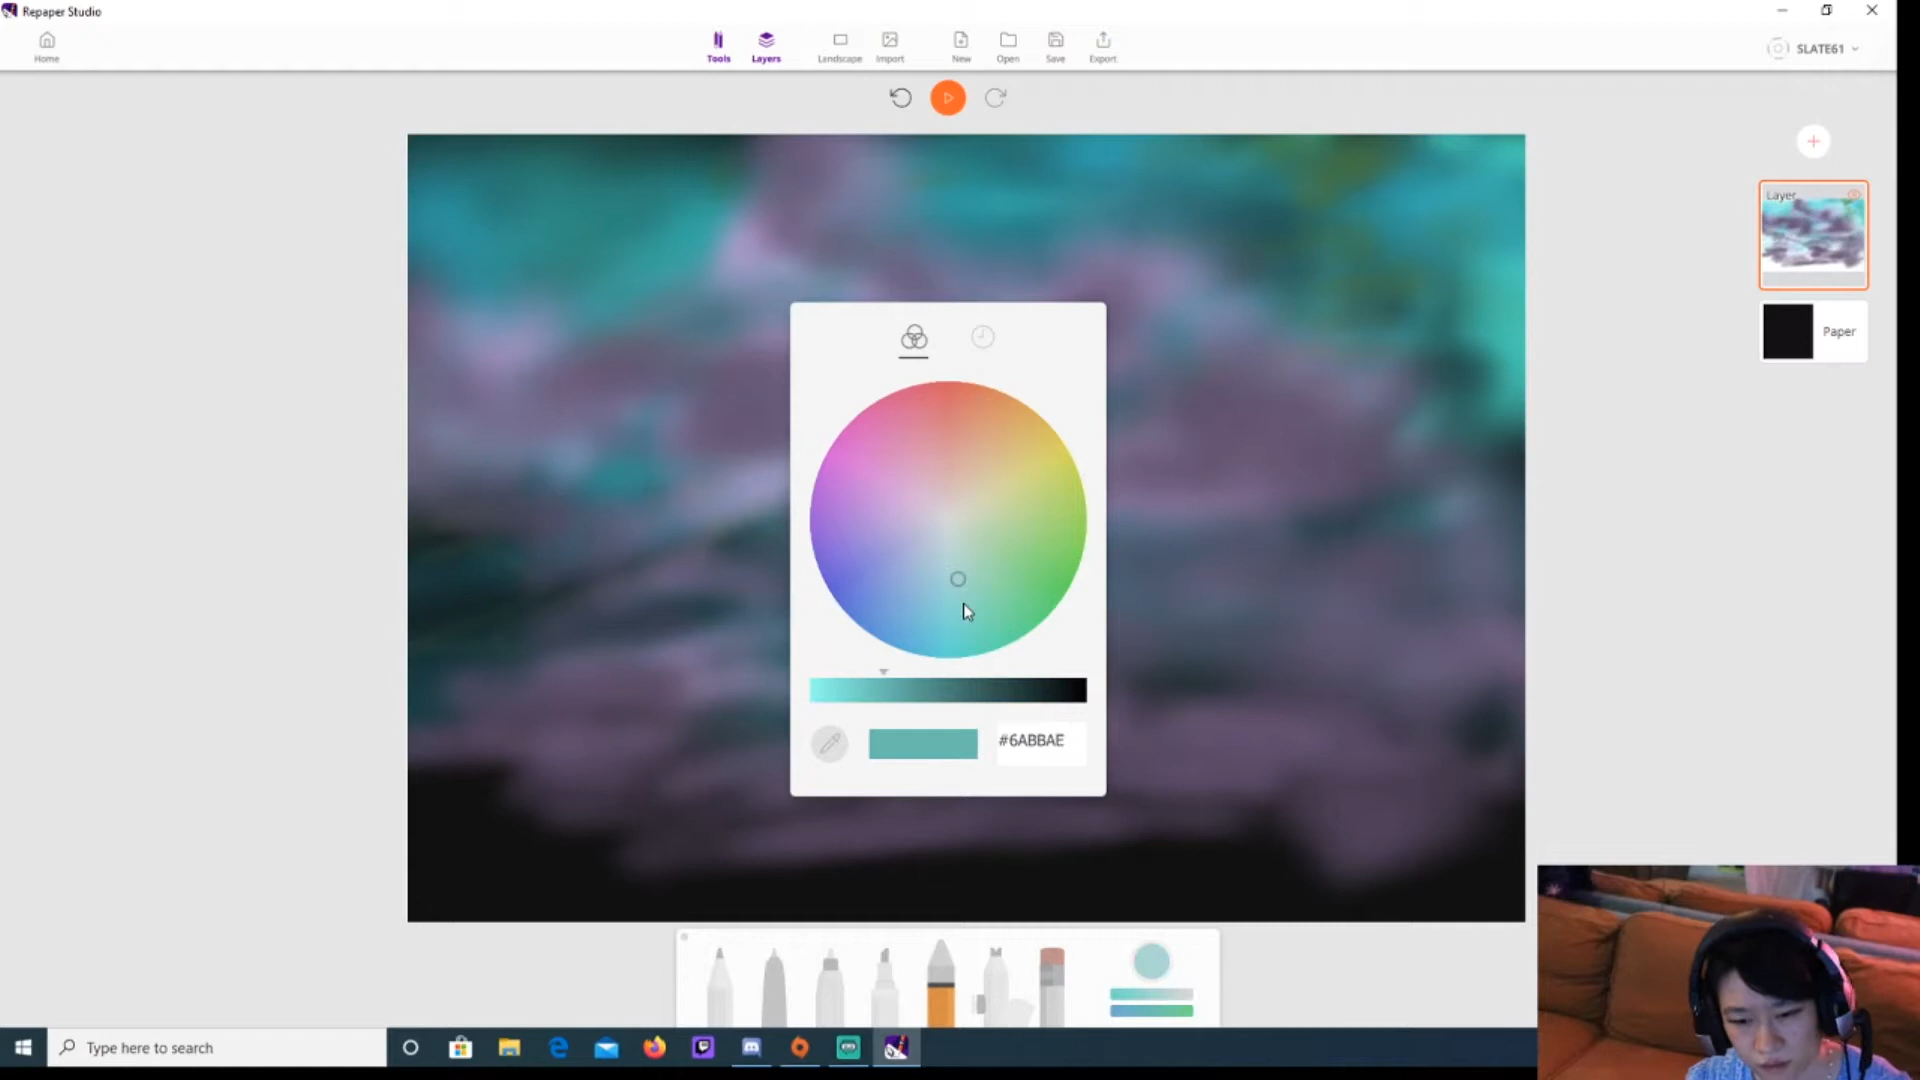 Repaper Studio
Home
Tools
Layers
Landscape
Import
New
Open
Save
Export
SLATE61
Layer
Paper
#6ABBAE
Type here to search